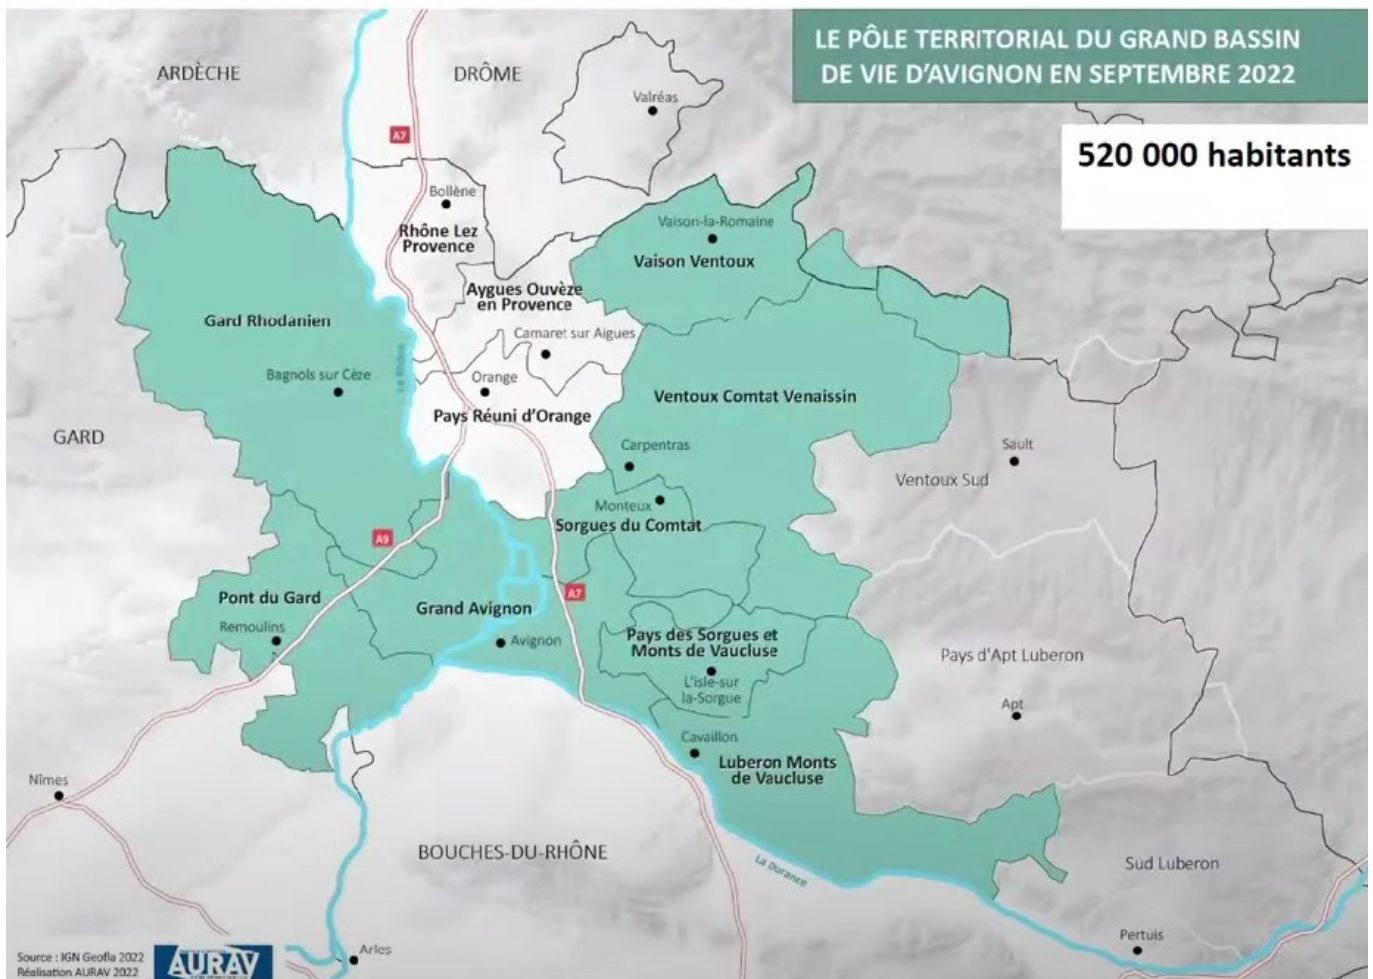 LE PÔLE TERRITORIAL DU GRAND BASSIN
DE VIE D'AVIGNON EN SEPTEMBRE 2022
520 000 habitants
ARDÈCHE
DRÔME
Valréas
A7
Bollène
Rhône Lez
Provence
Vaison-la-Romaine
Vaison Ventoux
Aygues Ouvèze
en Provence
Gard Rhodanien
Camaret sur Aigues
Le Rhône
Bagnols sur Cèze
Orange
Pays Réuni d'Orange
Ventoux Comtat Venaissin
GARD
Carpentras
Sault
Ventoux Sud
Monteux
Sorgues du Comtat
A9
A7
Pont du Gard
Grand Avignon
Remoulins
Avignon
Pays des Sorgues et
Monts de Vaucluse
L'isle-sur
la-Sorgue
Pays d'Apt Luberon
Apt
Cavaillon
Luberon Monts
de Vaucluse
Nîmes
BOUCHES-DU-RHÔNE
La Durance
Sud Luberon
Pertuis
Arles
Source : IGN Geofla 2022
Réalisation AURAV 2022
AURAV